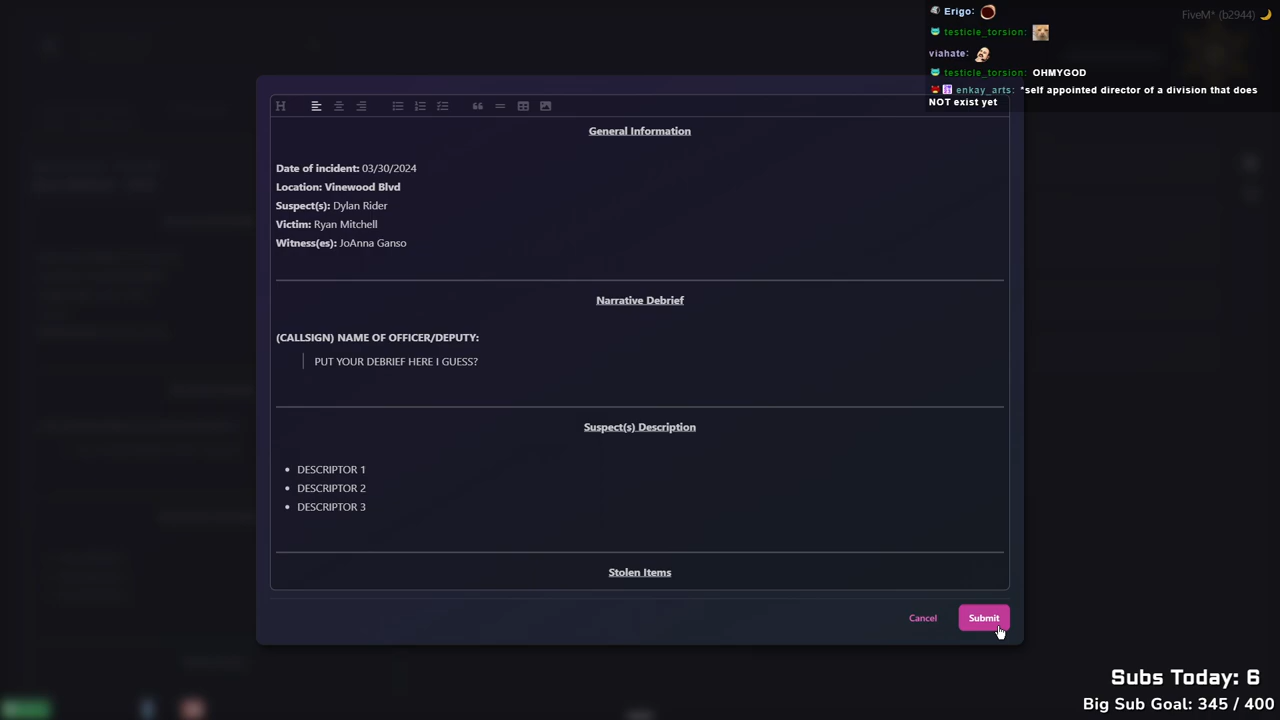 Erigo:
FiveM* (b2944)
testicle_torsion:
viahate:
testicle_torsion: OHMYGOD
enkay_arts: *self appointed director of a division that does
NOT exist yet
H
General Information
Date of incident: 03/30/2024
Location: Vinewood Blvd
Suspect(s): Dylan Rider
Victim: Ryan Mitchell
Witness(es): JoAnna Ganso
Narrative Debrief
(CALLSIGN) NAME OF OFFICER/DEPUTY:
PUT YOUR DEBRIEF HERE I GUESS?
Suspect(s) Description
• DESCRIPTOR 1
• DESCRIPTOR 2
• DESCRIPTOR 3
Stolen Items
Cancel
Submit
Subs Today: 6
Big Sub Goal: 345 / 400